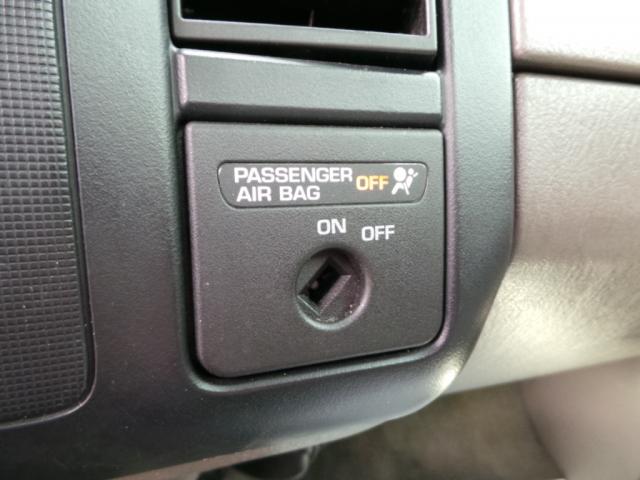 PASSENGER OFF
AIR BAG
ON OFF